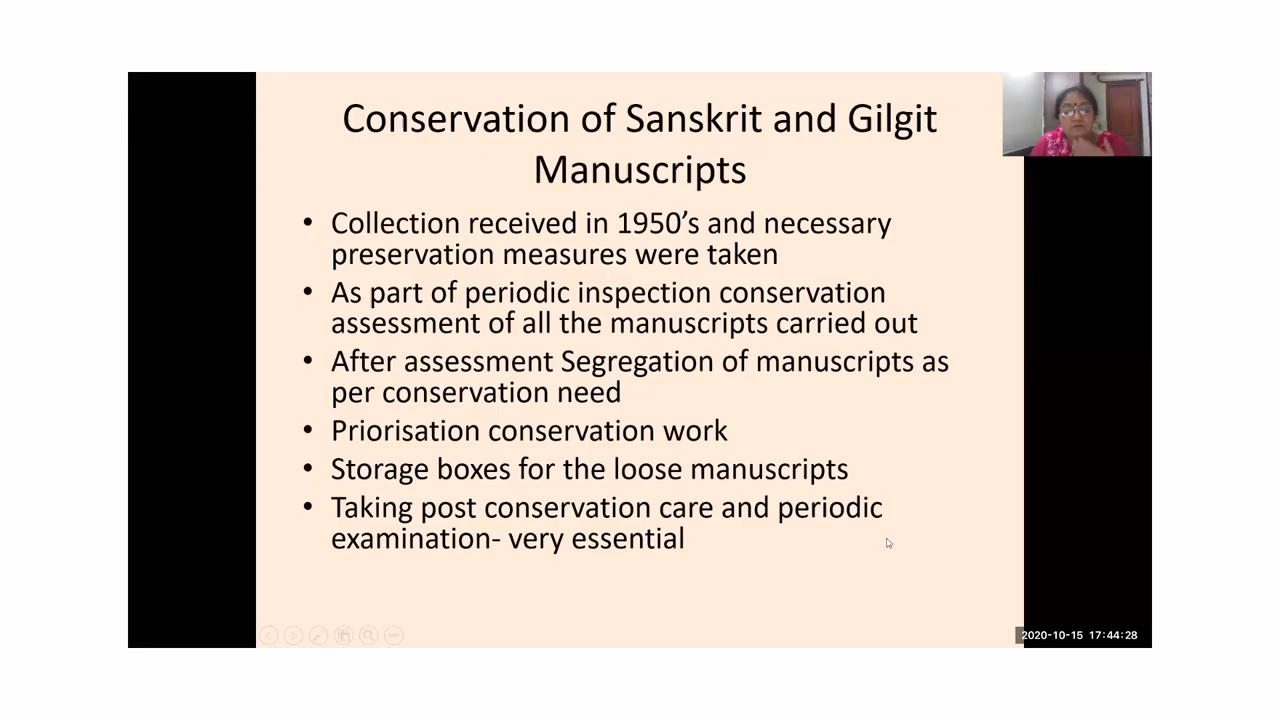 Conservation of Sanskrit and Gilgit
Manuscripts
• Collection received in 1950’s and necessary
preservation measures were taken
• As part of periodic inspection conservation
assessment of all the manuscripts carried out
• After assessment Segregation of manuscripts as
per conservation need
• Priorisation conservation work
• Storage boxes for the loose manuscripts
• Taking post conservation care and periodic
examination- very essential
2020-10-15 17:44:28